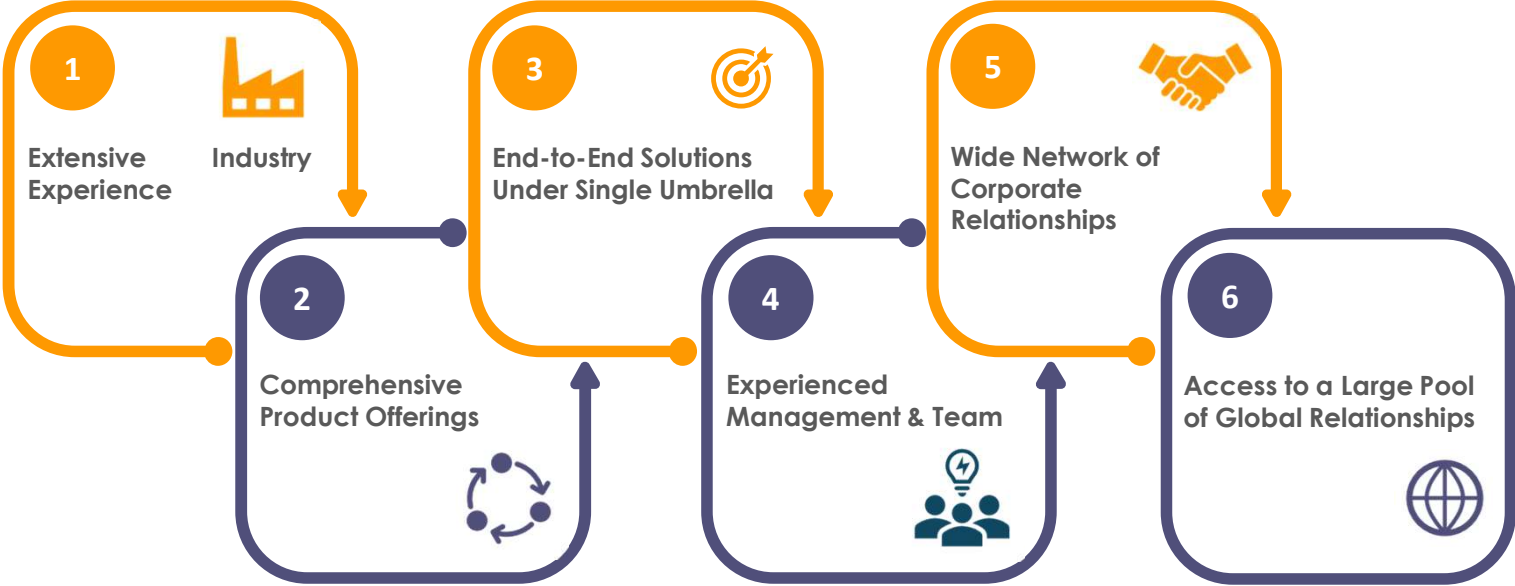 1
Extensive Industry
Experience
2
Comprehensive
Product Offerings
3
End-to-End Solutions
Under Single Umbrella
4
Experienced
Management & Team
5
Wide Network of
Corporate
Relationships
6
Access to a Large Pool
of Global Relationships